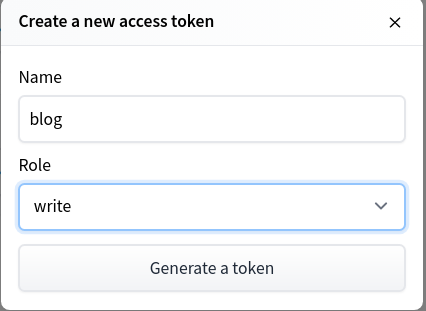 Create a new access token
Name
blog
Role
write
Generate a token